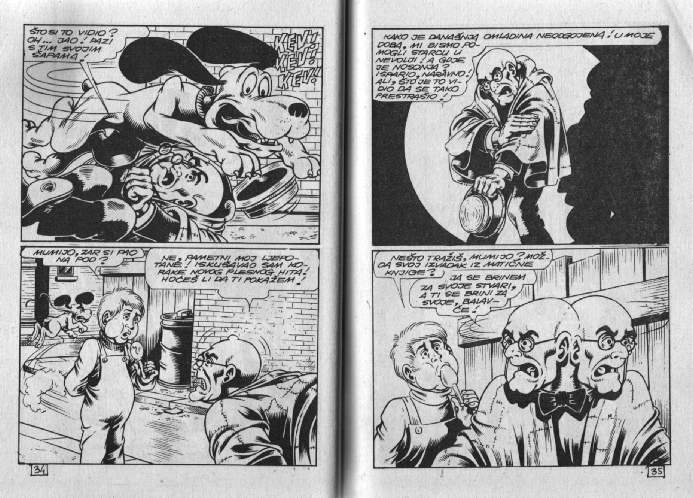 ŠTO SI TO VIDIO?
OH... JAO! PAZI
S TIM SVOJIM
ŠAPAMA!
KEV!
KEV!
KEV!
MUMIJO, ZAR SI PAO
NA POD?
NE, PAMETNI MOJ LJEPO-
TANE! ISKUŠAVAO SAM KO-
RAKE NOVOG PLESNOG HITA!
HOĆEŠ LI DA TI POKAŽEM?
34
KAKO JE DANAŠNJA OMLADINA NEODGOJENA! U MOJE
DOBA, MI BISMO PO-
MOGLI STARCU U
NEVOLJI! A GDJE
JE NOSONJA?
ISPARIO, NARAVNO!
ALI, ŠTO JE TO VI-
DIO DA SE TAKO
PRESTRAŠIO!
NEŠTO TRAŽIŠ, MUMIJO? MOŽ-
DA SVOJ IZVADAK IZ MATIČNE
KNJIGE?
JA SE BRINEM
ZA SVOJE STVARI,
A TI SE BRINI ZA
SVOJE, BALAV-
ČE!
35